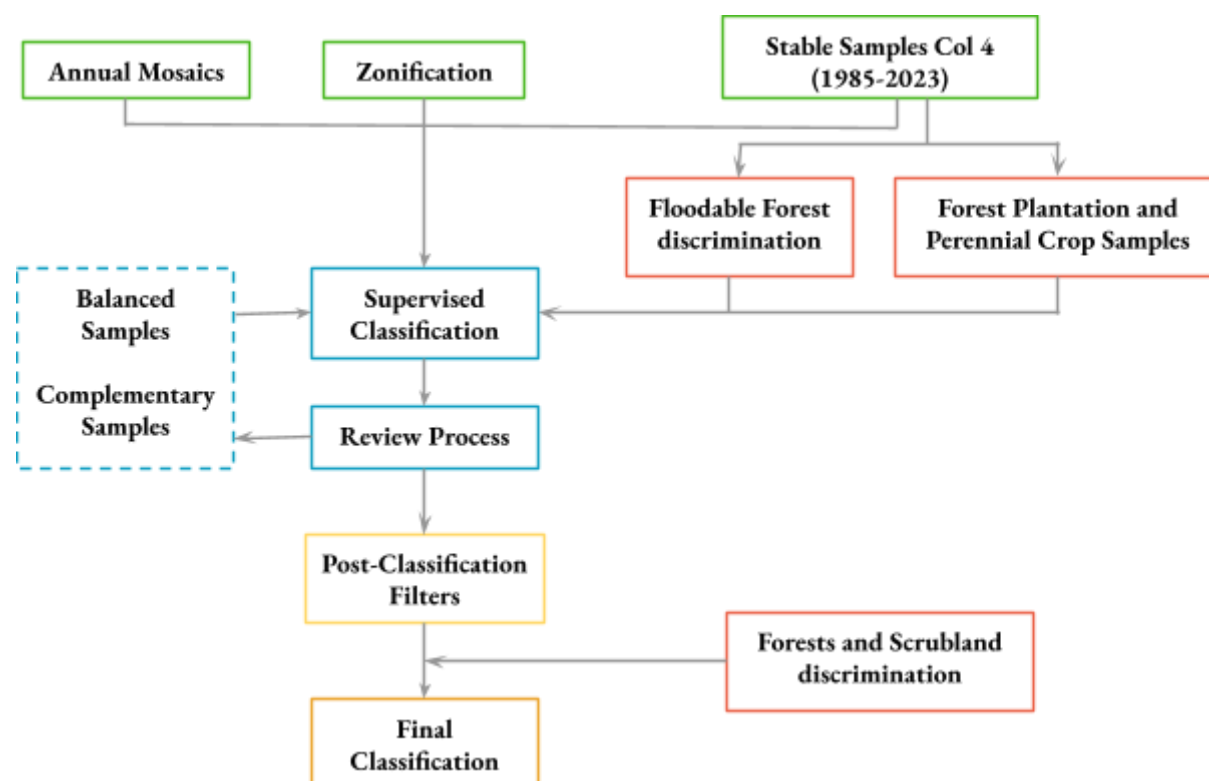 Annual Mosaics
Zonification
Stable Samples Col 4
(1985-2023)
Floodable Forest
discrimination
Forest Plantation and
Perennial Crop Samples
Balanced
Samples
Supervised
Classification
Complementary
Samples
Review Process
Post-Classification
Filters
Forests and Scrubland
discrimination
Final
Classification